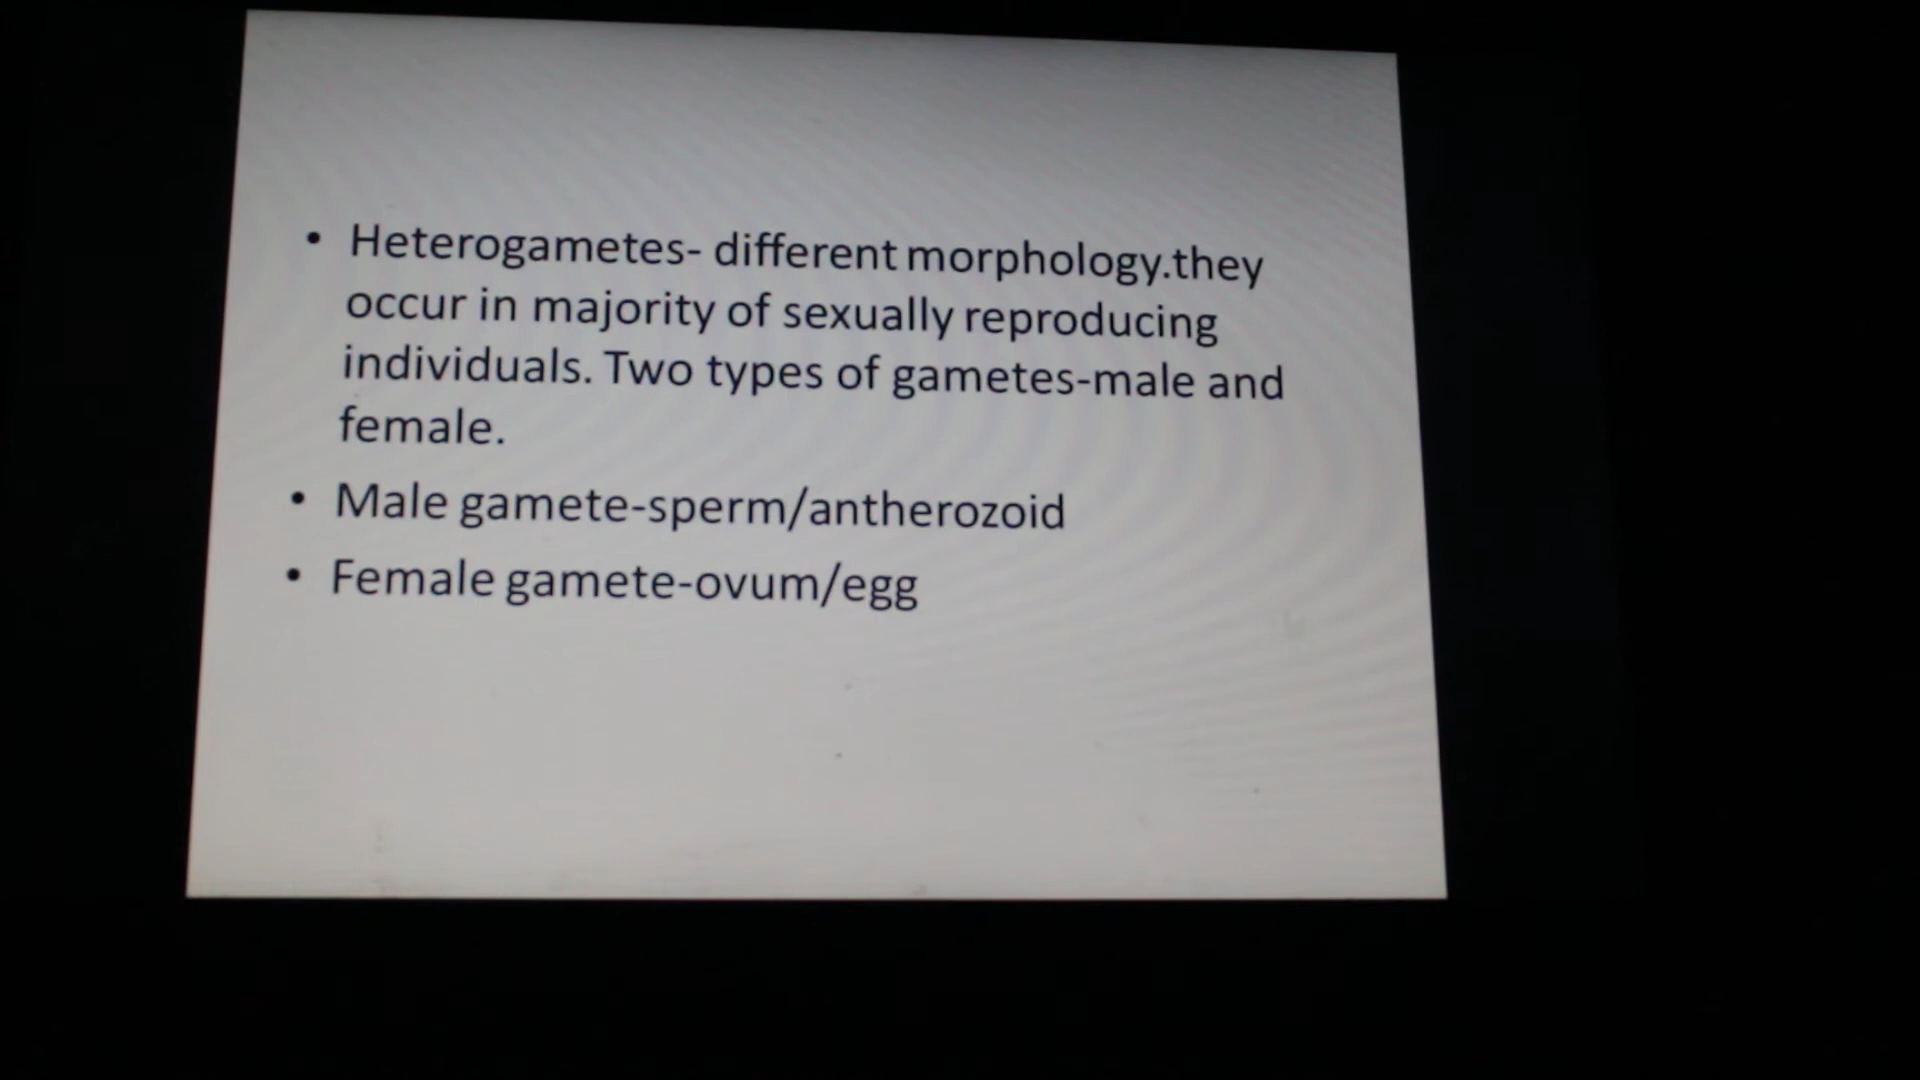 • Heterogametes- different morphology.they
occur in majority of sexually reproducing
individuals. Two types of gametes-male and
female.
• Male gamete-sperm/antherozoid
• Female gamete-ovum/egg